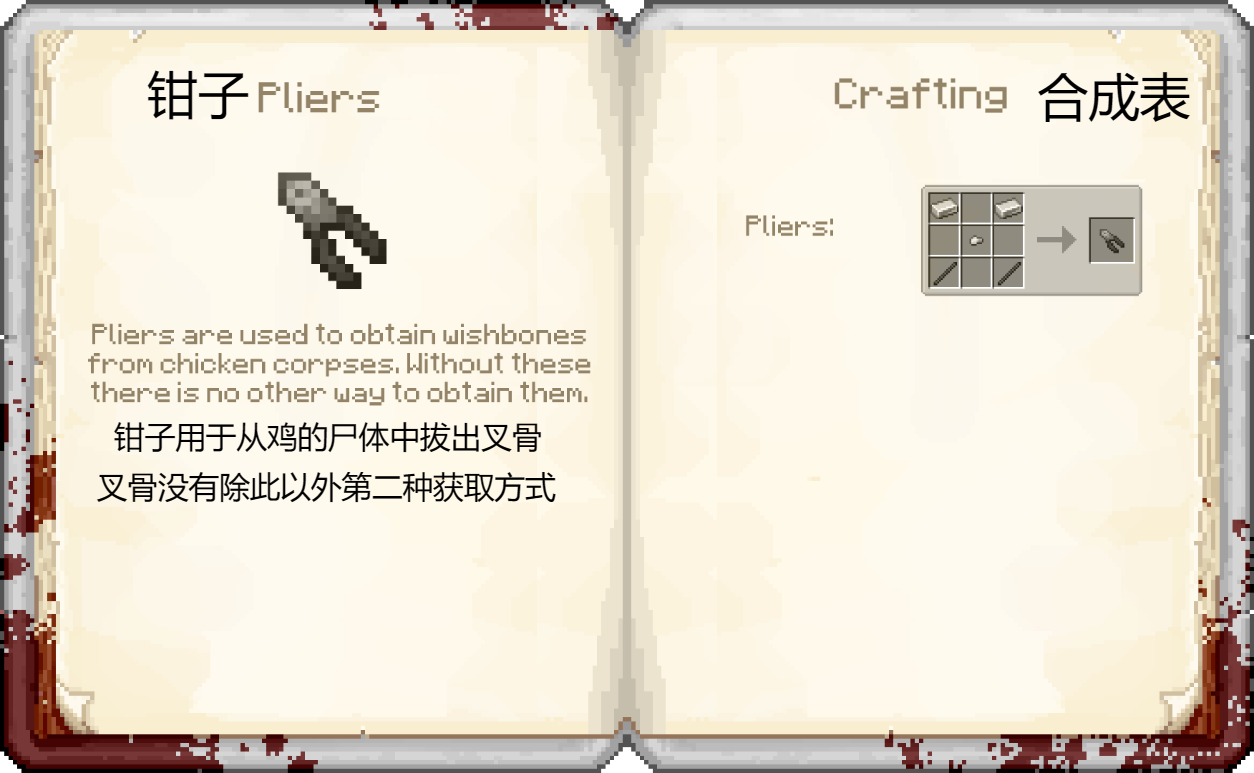 钳子 Pliers
Pliers are used to obtain wishbones
from chicken corpses. Without these
there is no other way to obtain them.
钳子用于从鸡的尸体中拔出叉骨
叉骨没有除此以外第二种获取方式
Crafting 合成表
Pliers: